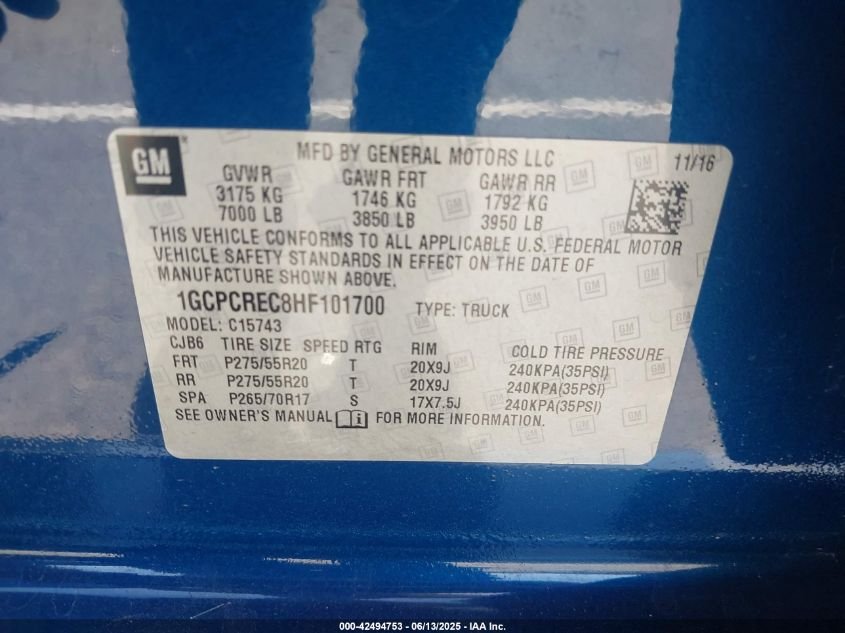 GM
MFD BY GENERAL MOTORS LLC 11/16
GVWR GAWR FRT GAWR RR
3175 KG 1746 KG 1792 KG
7000 LB 3850 LB 3950 LB
THIS VEHICLE CONFORMS TO ALL APPLICABLE U.S. FEDERAL MOTOR
VEHICLE SAFETY STANDARDS IN EFFECT ON THE DATE OF
MANUFACTURE SHOWN ABOVE.
1GCPCREC8HF101700 TYPE: TRUCK
MODEL: C15743
CJB6 TIRE SIZE SPEED RTG RIM COLD TIRE PRESSURE
FRT P275/55R20 T 20X9J 240KPA(35PSI)
RR P275/55R20 T 20X9J 240KPA(35PSI)
SPA P265/70R17 S 17X7.5J 240KPA(35PSI)
SEE OWNER'S MANUAL FOR MORE INFORMATION.
000-42494753 - 06/13/2025 - IAA Inc.